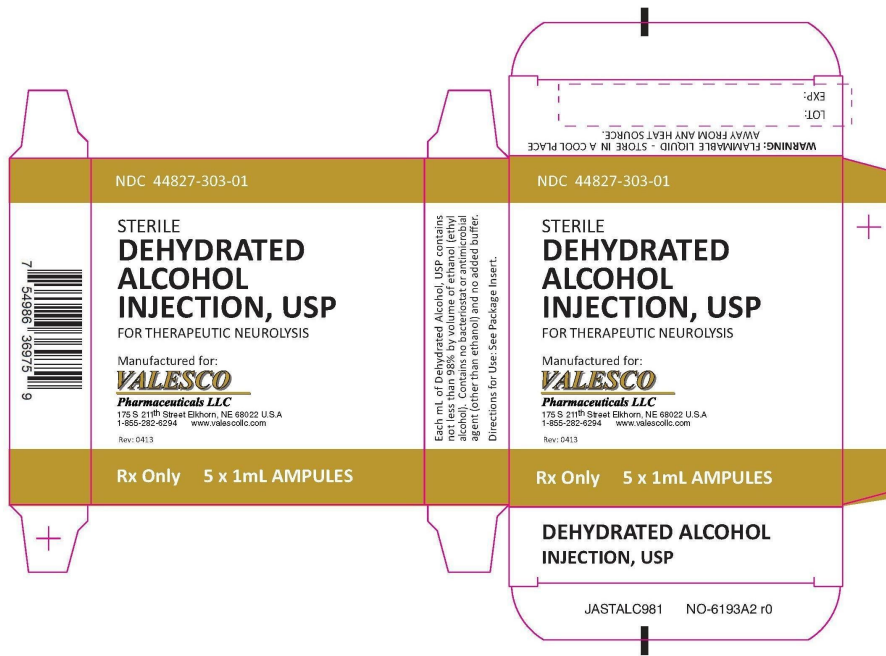 EXP:
LOT:
WARNING: FLAMMABLE LIQUID - STORE IN A COOL PLACE
AWAY FROM ANY HEAT SOURCE.
7 54986 36975 9
NDC 44827-303-01
STERILE
DEHYDRATED
ALCOHOL
INJECTION, USP
FOR THERAPEUTIC NEUROLYSIS
Manufactured for:
VALESCO
Pharmaceuticals LLC
175 S 211th Street Elkhorn, NE 68022 U.S.A
1-855-282-6294 www.valescollc.com
Rev: 0413
Rx Only 5 x 1mL AMPULES
Each mL of Dehydrated Alcohol, USP contains
not less than 98% by volume of ethanol (ethyl
alcohol). Contains no bacteriostat or antimicrobial
agent (other than ethanol) and no added buffer.
Directions for Use: See Package Insert.
NDC 44827-303-01
STERILE
DEHYDRATED
ALCOHOL
INJECTION, USP
FOR THERAPEUTIC NEUROLYSIS
Manufactured for:
VALESCO
Pharmaceuticals LLC
175 S 211th Street Elkhorn, NE 68022 U.S.A
1-855-282-6294 www.valescollc.com
Rev: 0413
Rx Only 5 x 1mL AMPULES
DEHYDRATED ALCOHOL
INJECTION, USP
JASTALC981 NO-6193A2 r0